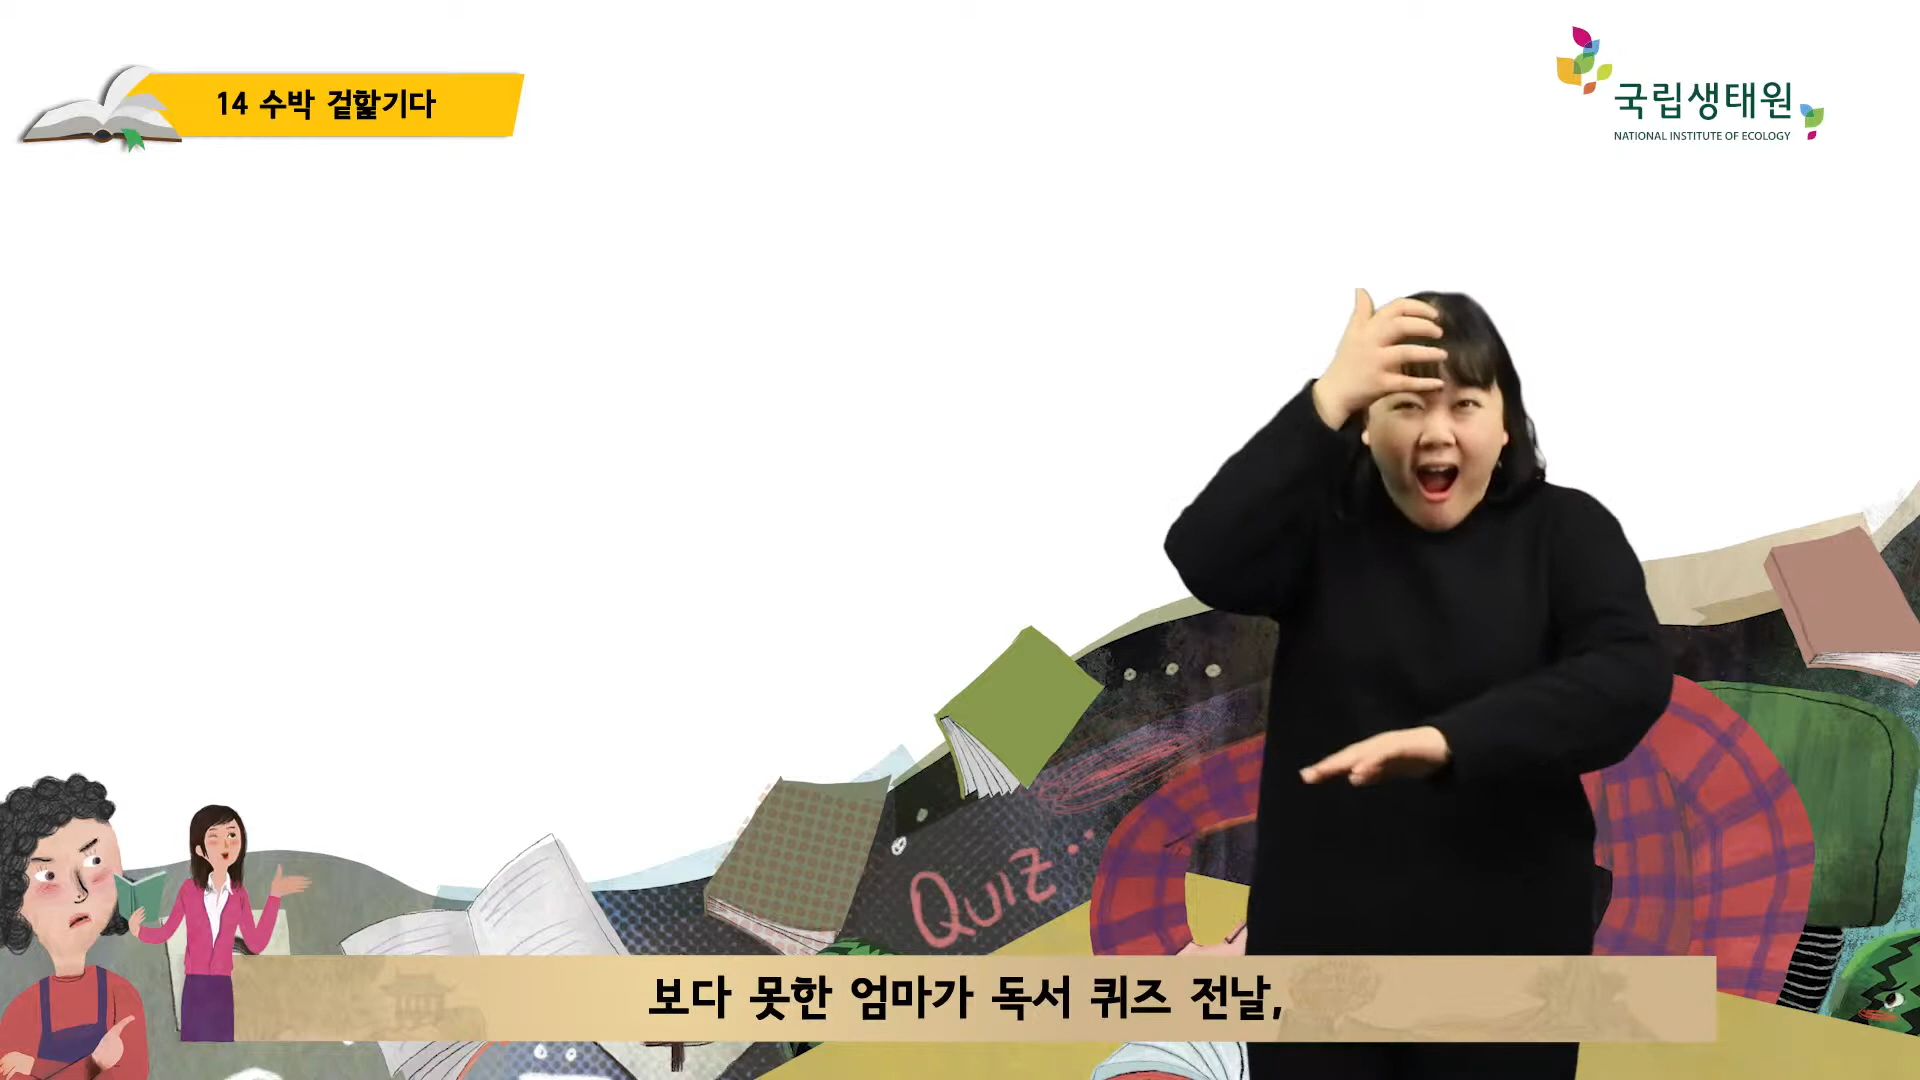 14 수박 겉핥기다
국립생태원
NATIONAL INSTITUTE OF ECOLOGY
QUIZ..
보다 못한 엄마가 독서 퀴즈 전날,